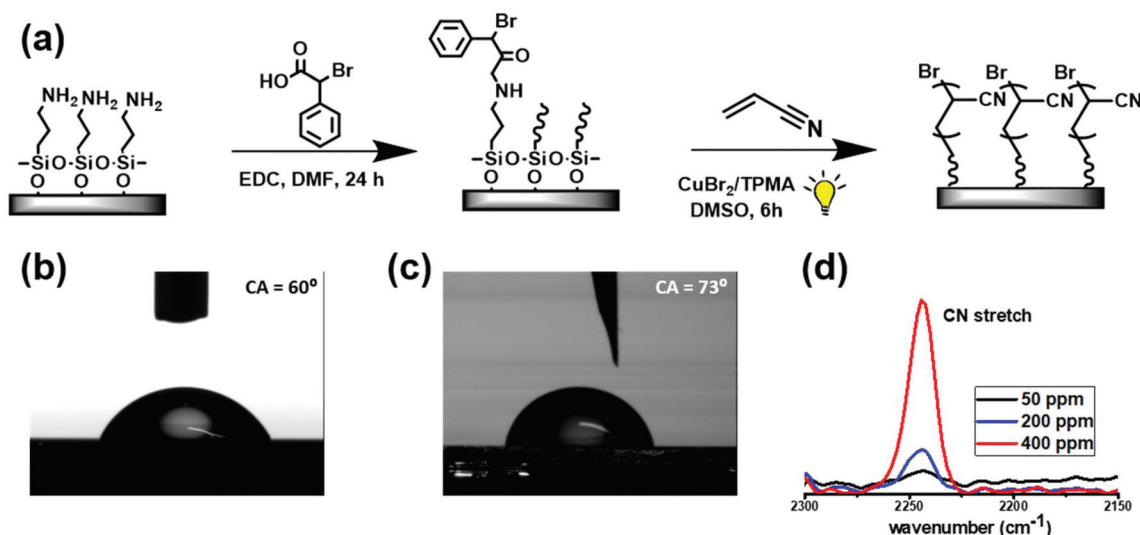 (a)
NH₂ NH₂ NH₂
Si O Si O Si
O O O
HO O Br
EDC, DMF, 24 h
Br
O
NH
Si O Si O Si
O O O
N
CuBr₂/TPMA
DMSO, 6h
Br Br Br
CN CN CN
(b)
CA = 60⁰
(c)
CA = 73⁰
(d)
CN stretch
50 ppm
200 ppm
400 ppm
2300 2250 2200 2150
wavenumber (cm⁻¹)